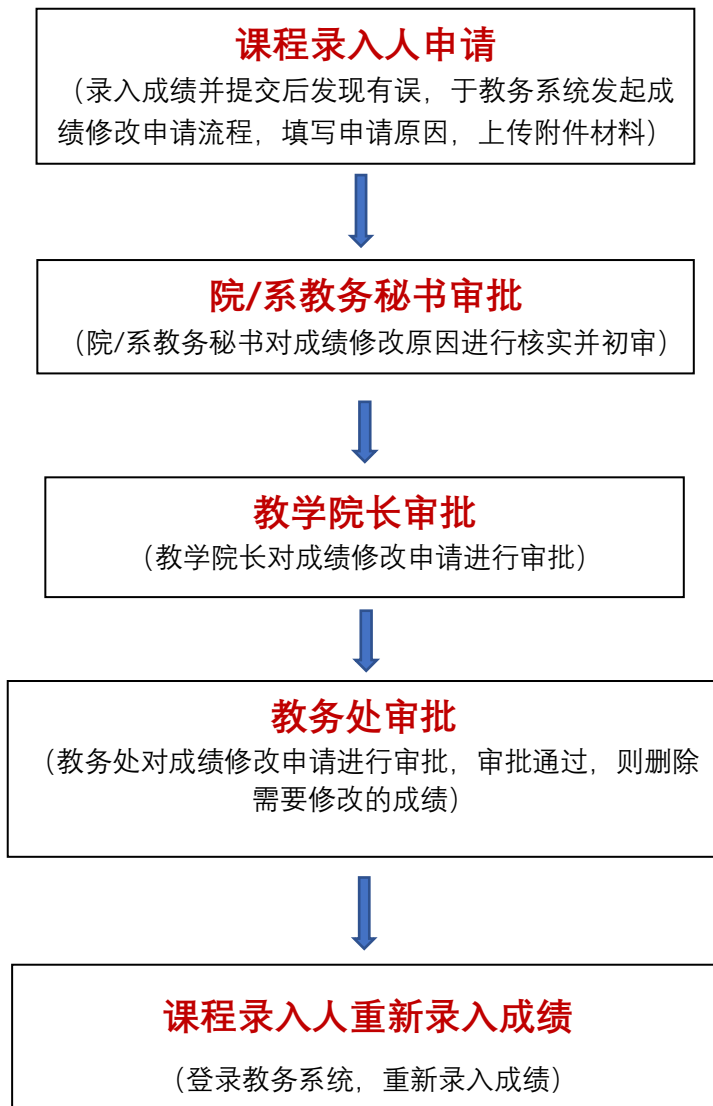 课程录入人申请
（录入成绩并提交后发现有误，于教务系统发起成
绩修改申请流程，填写申请原因，上传附件材料）
院/系教务秘书审批
（院/系教务秘书对成绩修改原因进行核实并初审）
教学院长审批
（教学院长对成绩修改申请进行审批）
教务处审批
（教务处对成绩修改申请进行审批，审批通过，则删除
需要修改的成绩）
课程录入人重新录入成绩
（登录教务系统，重新录入成绩）